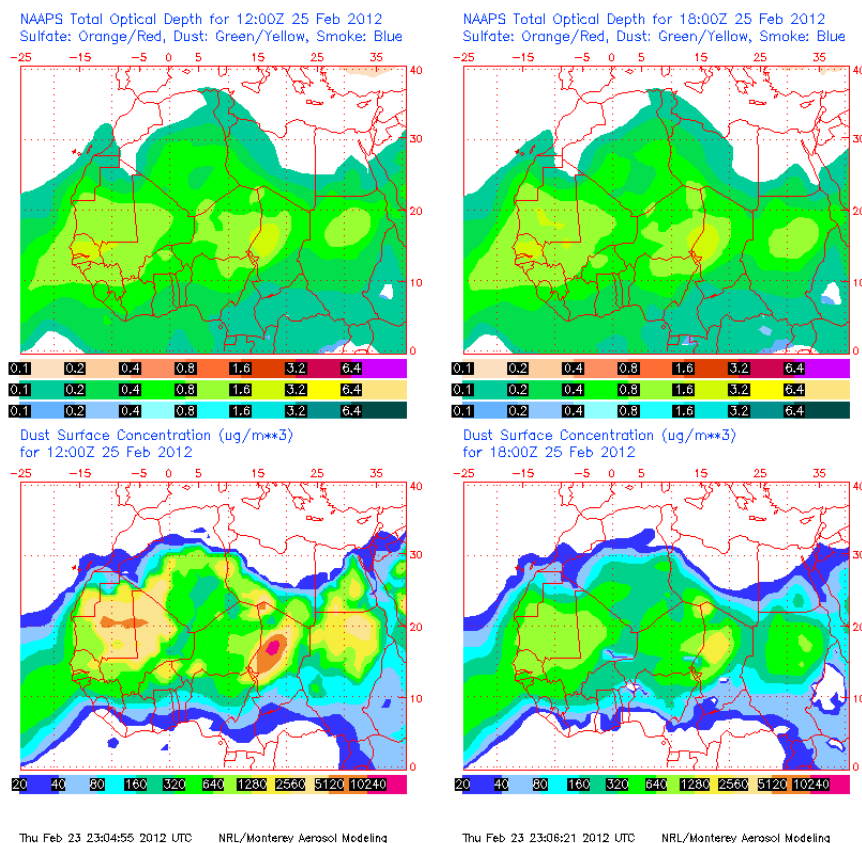 NAAPS Total Optical Depth for 12:00Z 25 Feb 2012
Sulfate: Orange/Red, Dust: Green/Yellow, Smoke: Blue
-25 -15 0 5 15 25 35
40
30
20
10
0
0.1 0.2 0.4 0.8 1.6 3.2 6.4
0.1 0.2 0.4 0.8 1.6 3.2 6.4
0.1 0.2 0.4 0.8 1.6 3.2 6.4
NAAPS Total Optical Depth for 18:00Z 25 Feb 2012
Sulfate: Orange/Red, Dust: Green/Yellow, Smoke: Blue
-25 -15 0 5 15 25 35
40
30
20
10
0
0.1 0.2 0.4 0.8 1.6 3.2 6.4
0.1 0.2 0.4 0.8 1.6 3.2 6.4
0.1 0.2 0.4 0.8 1.6 3.2 6.4
Dust Surface Concentration (ug/m**3)
for 12:00Z 25 Feb 2012
-25 -15 0 5 15 25 35
40
30
20
10
0
20 40 80 160 320 640 1280 2560 5120 10240
Dust Surface Concentration (ug/m**3)
for 18:00Z 25 Feb 2012
-25 -15 0 5 15 25 35
40
30
20
10
0
20 40 80 160 320 640 1280 2560 5120 10240
Thu Feb 23 23:04:55 2012 UTC NRL/Monterey Aerosol Modeling
Thu Feb 23 23:06:21 2012 UTC NRL/Monterey Aerosol Modeling